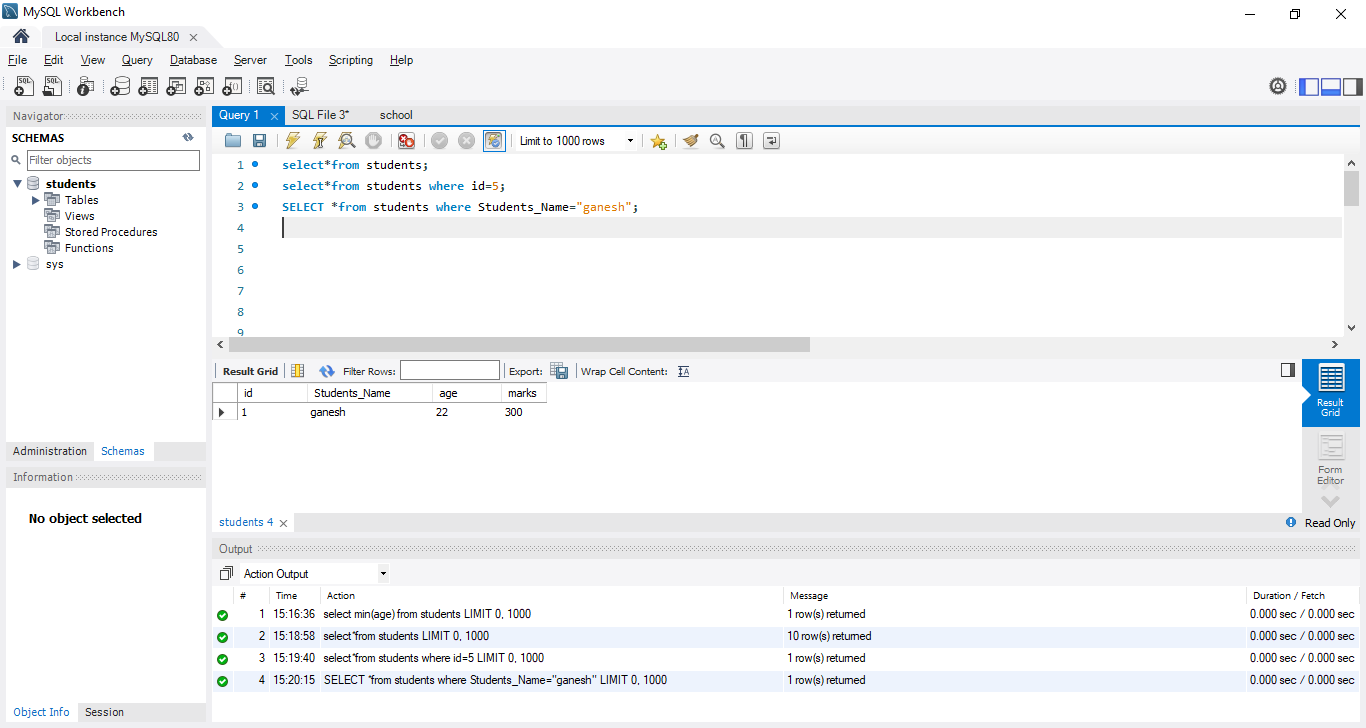 MySQL Workbench
Local instance MySQL80
File Edit View Query Database Server Tools Scripting Help
Navigator
SCHEMAS
Filter objects
students
Tables
Views
Stored Procedures
Functions
sys
Administration Schemas
Information
No object selected
Object Info Session
Query 1 SQL File 3* school
Limit to 1000 rows
1 select*from students;
2 select*from students where id=5;
3 SELECT *from students where Students_Name="ganesh";
4
5
6
7
8
9
Result Grid Filter Rows: Export: Wrap Cell Content:
id Students_Name age marks
1 ganesh 22 300
Result
Grid
Form
Editor
students 4
Read Only
Output
Action Output
# Time Action Message Duration / Fetch
1 15:16:36 select min(age) from students LIMIT 0, 1000 1 row(s) returned 0.000 sec / 0.000 sec
2 15:18:58 select*from students LIMIT 0, 1000 10 row(s) returned 0.000 sec / 0.000 sec
3 15:19:40 select*from students where id=5 LIMIT 0, 1000 1 row(s) returned 0.000 sec / 0.000 sec
4 15:20:15 SELECT *from students where Students_Name="ganesh" LIMIT 0, 1000 1 row(s) returned 0.000 sec / 0.000 sec